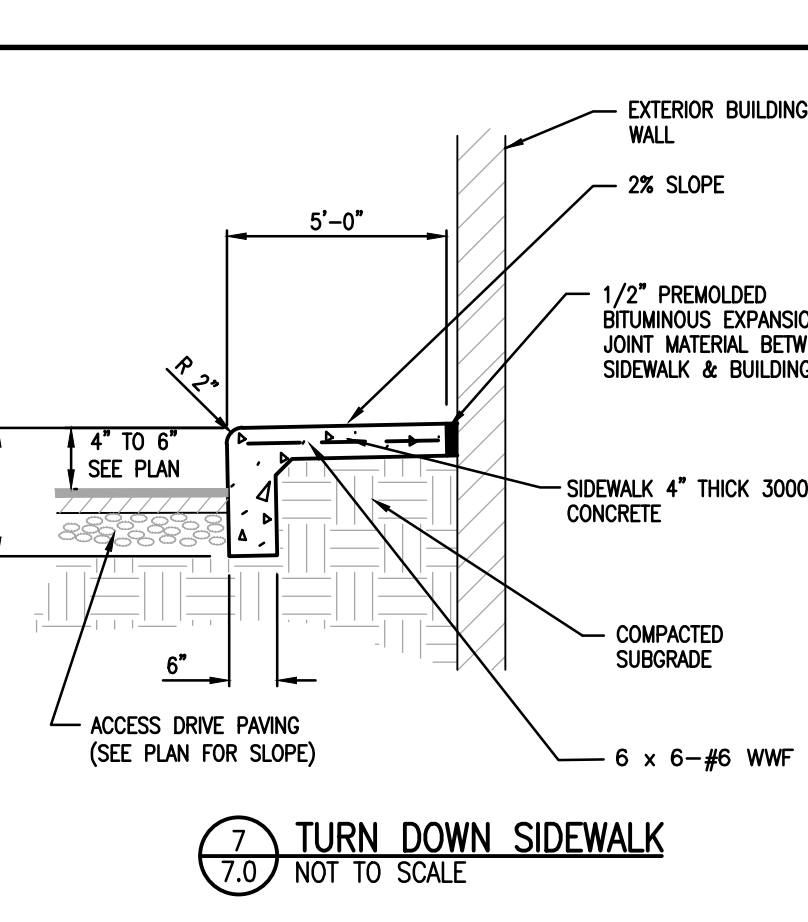 EXTERIOR BUILDING
WALL
2% SLOPE
5'-0"
1/2" PREMOLDED
BITUMINOUS EXPANSIO
JOINT MATERIAL BETW
SIDEWALK & BUILDING
R 2"
4" TO 6"
SEE PLAN
SIDEWALK 4" THICK 3000
CONCRETE
COMPACTED
SUBGRADE
6"
ACCESS DRIVE PAVING
(SEE PLAN FOR SLOPE)
6 x 6-#6 WWF
7 TURN DOWN SIDEWALK
7.0 NOT TO SCALE